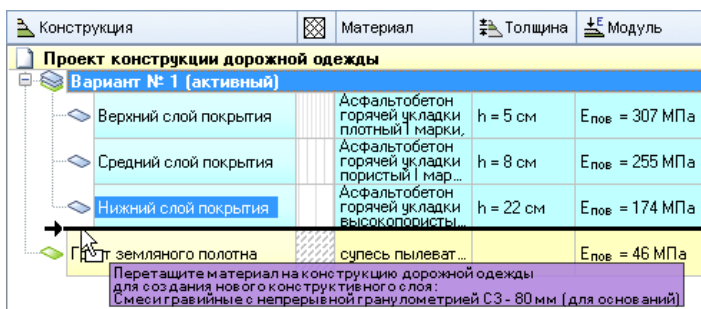 Конструкция Материал Толщина Модуль
Проект конструкции дорожной одежды
Вариант № 1 (активный)
Верхний слой покрытия
Асфальтобетон
горячей укладки
плотный I марки,
h = 5 см
Eпов = 307 МПа
Средний слой покрытия
Асфальтобетон
горячей укладки
пористый I мар...
h = 8 см
Eпов = 255 МПа
Нижний слой покрытия
Асфальтобетон
горячей укладки
высокопористы...
h = 22 см
Eпов = 174 МПа
земляного полотна
супесь пылеват...
Eпов = 46 МПа
Перетащите материал на конструкцию дорожной одежды
для создания нового конструктивного слоя:
Смеси гравийные с непрерывной гранулометрией С3 - 80 мм (для оснований)